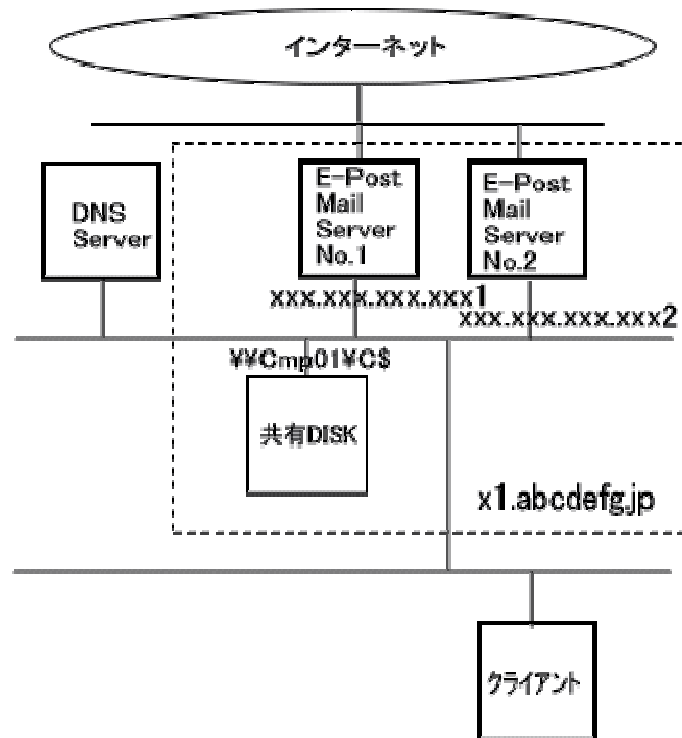 インターネット
DNS
Server
E-Post
Mail
Server
No.1
E-Post
Mail
Server
No.2
xxx.xxx.xxx.xxx1
xxx.xxx.xxx.xxx2
¥¥Cmp01¥C$
共有DISK
x1.abcdefg.jp
クライアント